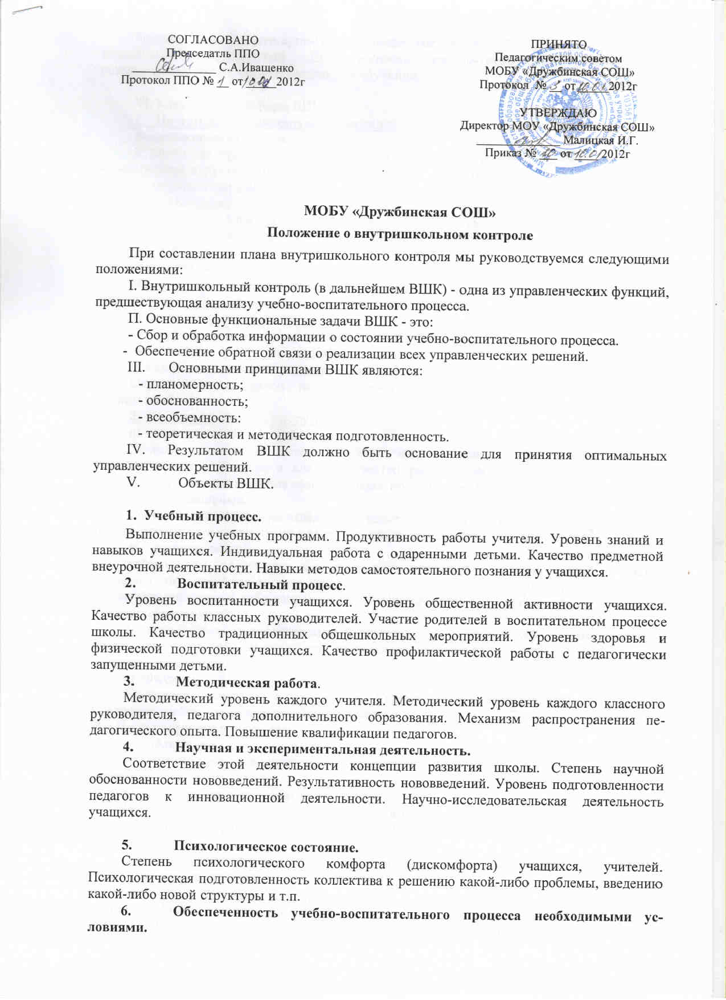 СОГЛАСОВАНО
Председатль ППО
С.А.Иващенко
Протокол ППО № 1 от 10.01 2012г
ПРИНЯТО
Педагогическим советом
МОБУ «Дружбинская СОШ»
Протокол № 3 от 10.01 2012г
УТВЕРЖДАЮ
Директор МОУ «Дружбинская СОШ»
Малицкая И.Г.
Приказ № от 10.01 2012г
МОБУ «Дружбинская СОШ»
Положение о внутришкольном контроле
При составлении плана внутришкольного контроля мы руководствуемся следующими
положениями:
I. Внутришкольный контроль (в дальнейшем ВШК) - одна из управленческих функций,
предшествующая анализу учебно-воспитательного процесса.
П. Основные функциональные задачи ВШК - это:
- Сбор и обработка информации о состоянии учебно-воспитательного процесса.
- Обеспечение обратной связи о реализации всех управленческих решений.
III. Основными принципами ВШК являются:
- планомерность;
- обоснованность;
- всеобъемность:
- теоретическая и методическая подготовленность.
IV. Результатом ВШК должно быть основание для принятия оптимальных
управленческих решений.
V. Объекты ВШК.
1. Учебный процесс.
Выполнение учебных программ. Продуктивность работы учителя. Уровень знаний и
навыков учащихся. Индивидуальная работа с одаренными детьми. Качество предметной
внеурочной деятельности. Навыки методов самостоятельного познания у учащихся.
2. Воспитательный процесс.
Уровень воспитанности учащихся. Уровень общественной активности учащихся.
Качество работы классных руководителей. Участие родителей в воспитательном процессе
школы. Качество традиционных общешкольных мероприятий. Уровень здоровья и
физической подготовки учащихся. Качество профилактической работы с педагогически
запущенными детьми.
3. Методическая работа.
Методический уровень каждого учителя. Методический уровень каждого классного
руководителя, педагога дополнительного образования. Механизм распространения пе-
дагогического опыта. Повышение квалификации педагогов.
4. Научная и экспериментальная деятельность.
Соответствие этой деятельности концепции развития школы. Степень научной
обоснованности нововведений. Результативность нововведений. Уровень подготовленности
педагогов к инновационной деятельности. Научно-исследовательская деятельность
учащихся.
5. Психологическое состояние.
Степень психологического комфорта (дискомфорта) учащихся, учителей.
Психологическая подготовленность коллектива к решению какой-либо проблемы, введению
какой-либо новой структуры и т.п.
6. Обеспеченность учебно-воспитательного процесса необходимыми ус-
ловиями.